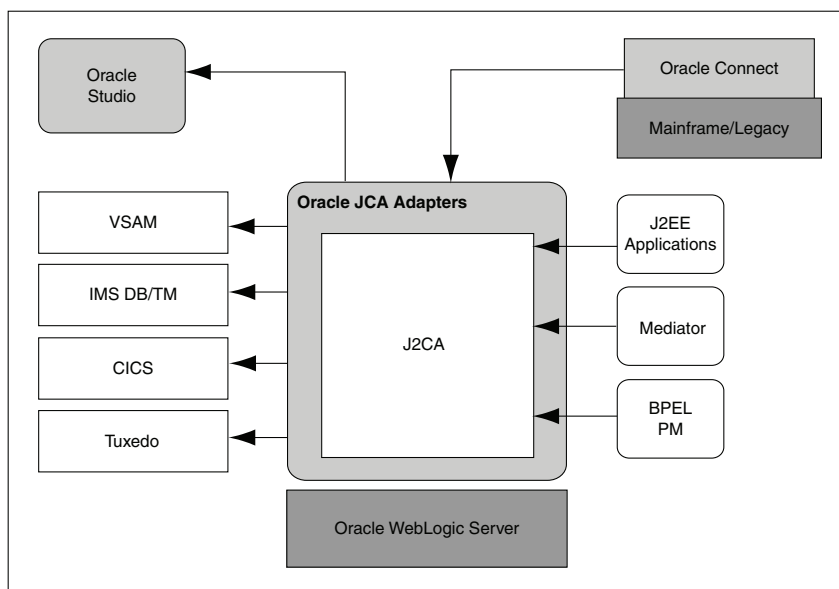 Oracle
Studio
Oracle Connect
Mainframe/Legacy
Oracle JCA Adapters
VSAM
IMS DB/TM
CICS
Tuxedo
J2CA
J2EE
Applications
Mediator
BPEL
PM
Oracle WebLogic Server